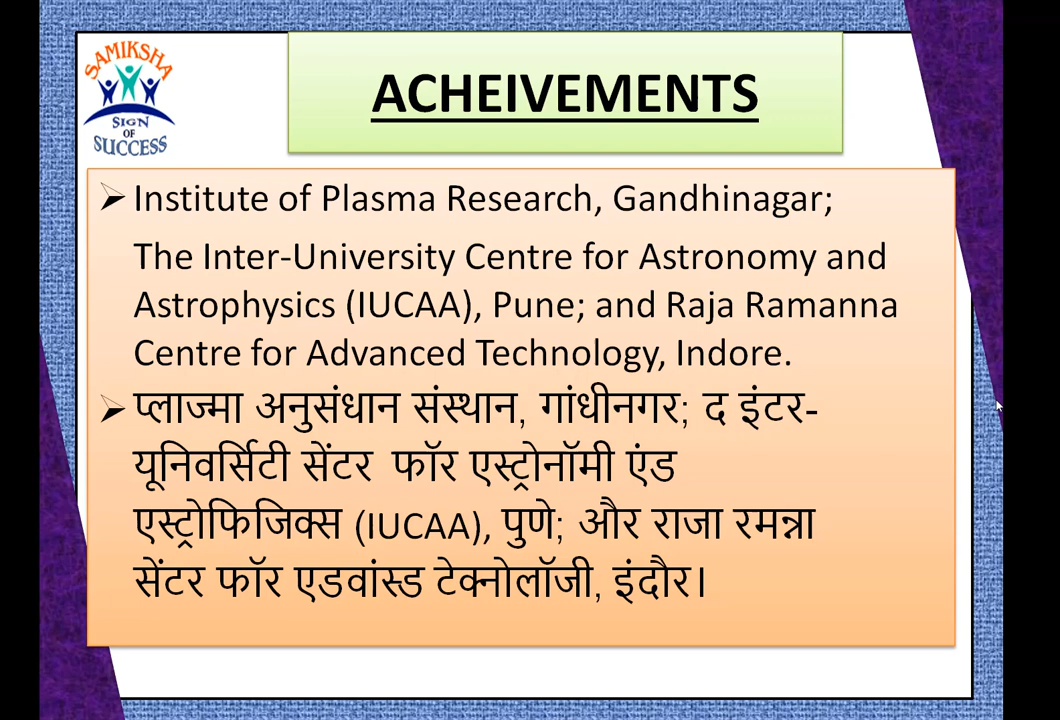 SAMIKSHA
SIGN
OF
SUCCESS
ACHEIVEMENTS
Institute of Plasma Research, Gandhinagar;
The Inter-University Centre for Astronomy and
Astrophysics (IUCAA), Pune; and Raja Ramanna
Centre for Advanced Technology, Indore.
प्लाज्मा अनुसंधान संस्थान, गांधीनगर; द इंटर-
यूनिवर्सिटी सेंटर फॉर एस्ट्रोनॉमी एंड
एस्ट्रोफिजिक्स (IUCAA), पुणे; और राजा रमन्ना
सेंटर फॉर एडवांस्ड टेक्नोलॉजी, इंदौर।